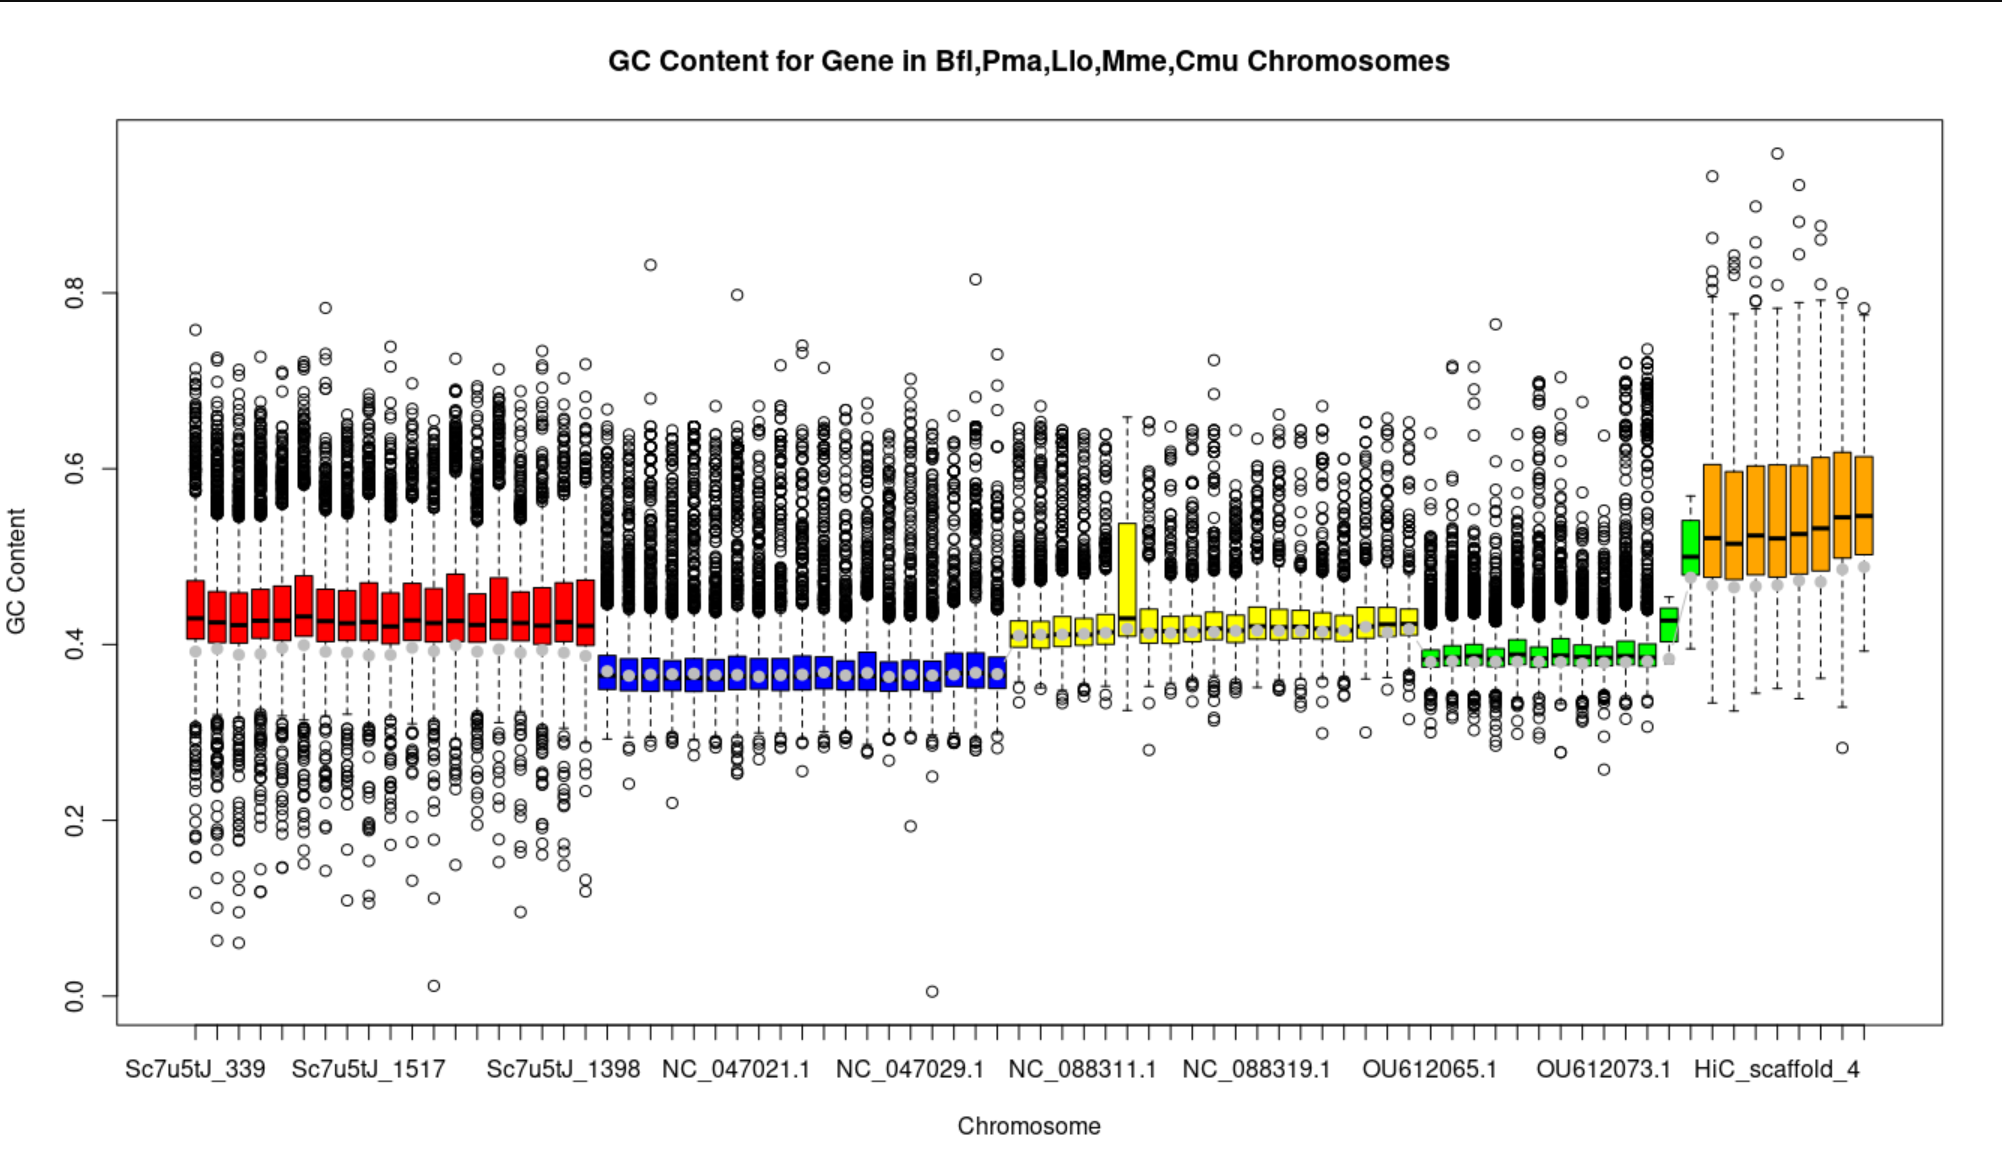 GC Content for Gene in Bfl,Pma,Llo,Mme,Cmu Chromosomes
GC Content
0.8
0.6
0.4
0.2
0.0
Sc7u5tJ_339 Sc7u5tJ_1517 Sc7u5tJ_1398 NC_047021.1 NC_047029.1 NC_088311.1 NC_088319.1 OU612065.1 OU612073.1 HiC_scaffold_4
Chromosome